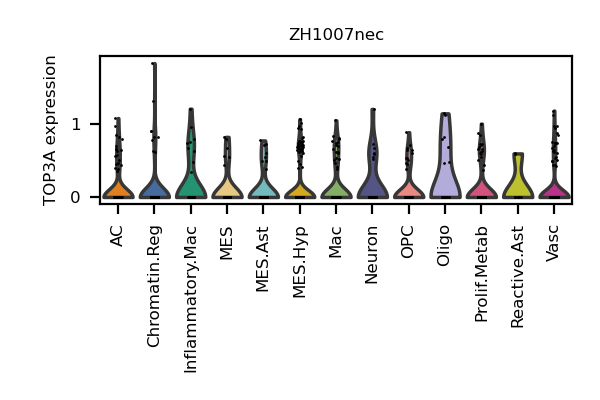 ZH1007nec
TOP3A expression
1
0
AC
Chromatin.Reg
Inflammatory.Mac
MES
MES.Ast
MES.Hyp
Mac
Neuron
OPC
Oligo
Prolif.Metab
Reactive.Ast
Vasc